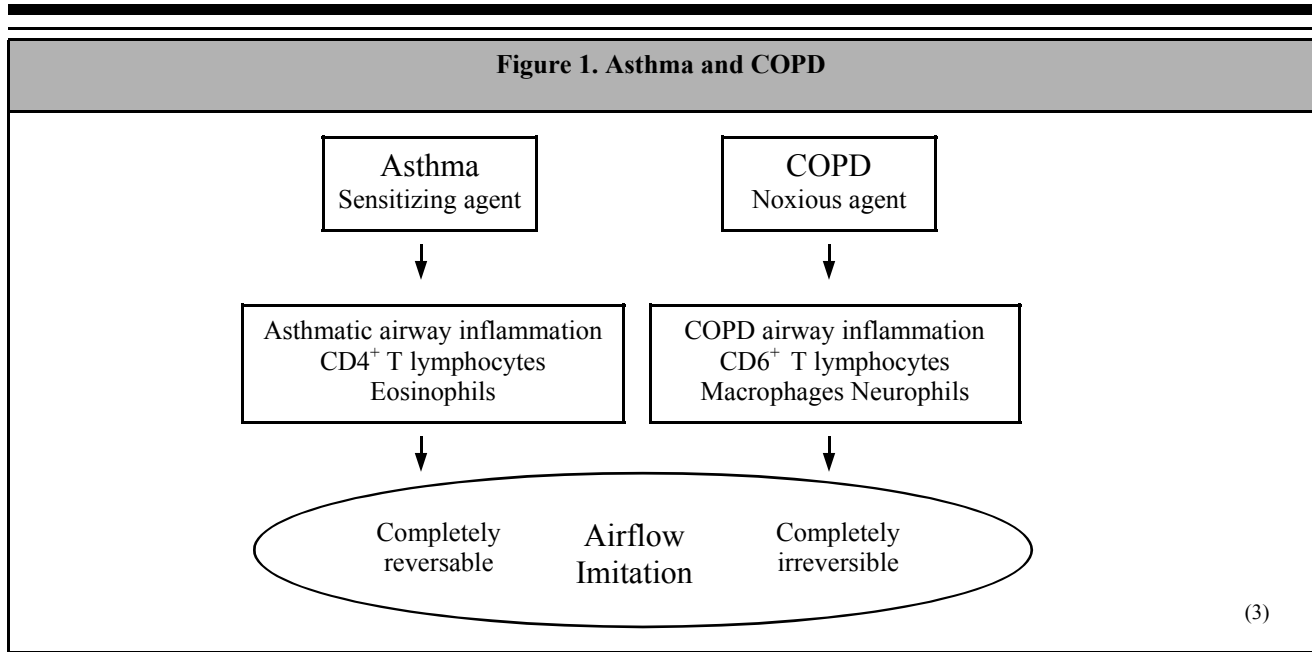 Figure 1. Asthma and COPD
Asthma
Sensitizing agent
COPD
Noxious agent
Asthmatic airway inflammation
CD4+ T lymphocytes
Eosinophils
COPD airway inflammation
CD6+ T lymphocytes
Macrophages Neurophils
Completely
reversable
Airflow
Imitation
Completely
irreversible
(3)